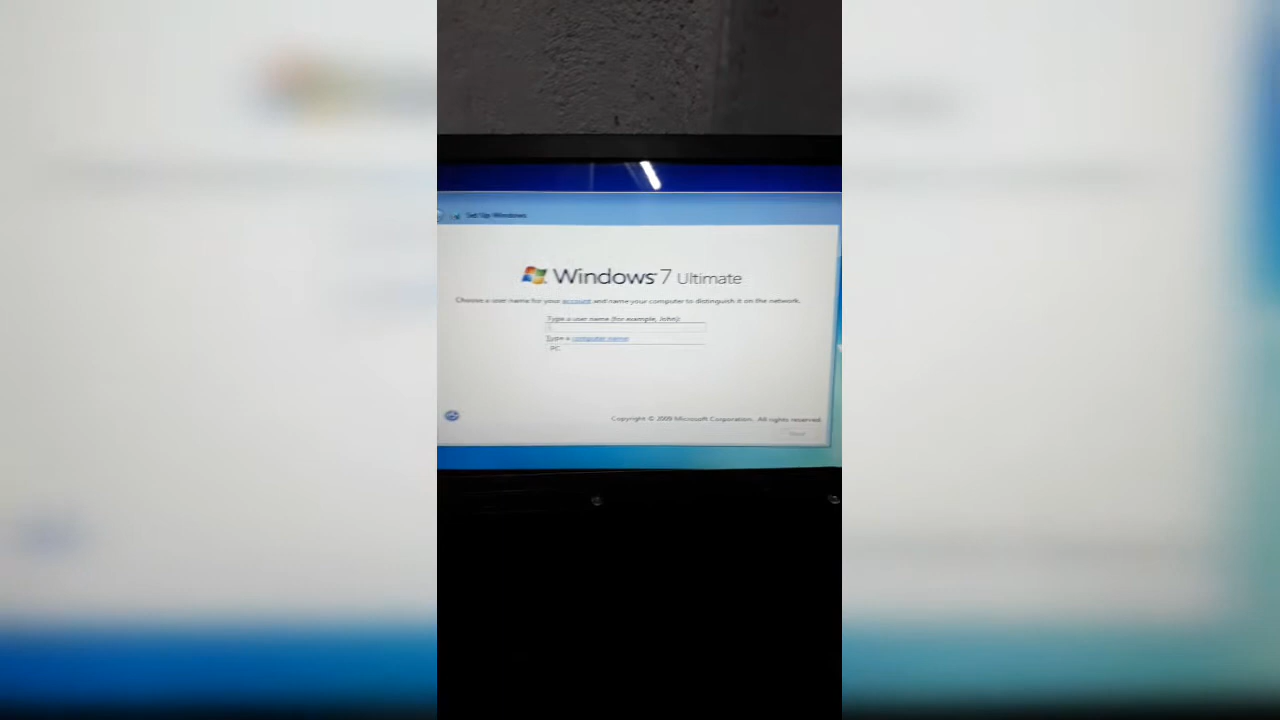 Set Up Windows
Windows 7 Ultimate
Choose a user name for your account and name your computer to distinguish it on the network.
Type a user name (for example, John):
Type a computer name
PC
Copyright © 2009 Microsoft Corporation. All rights reserved.